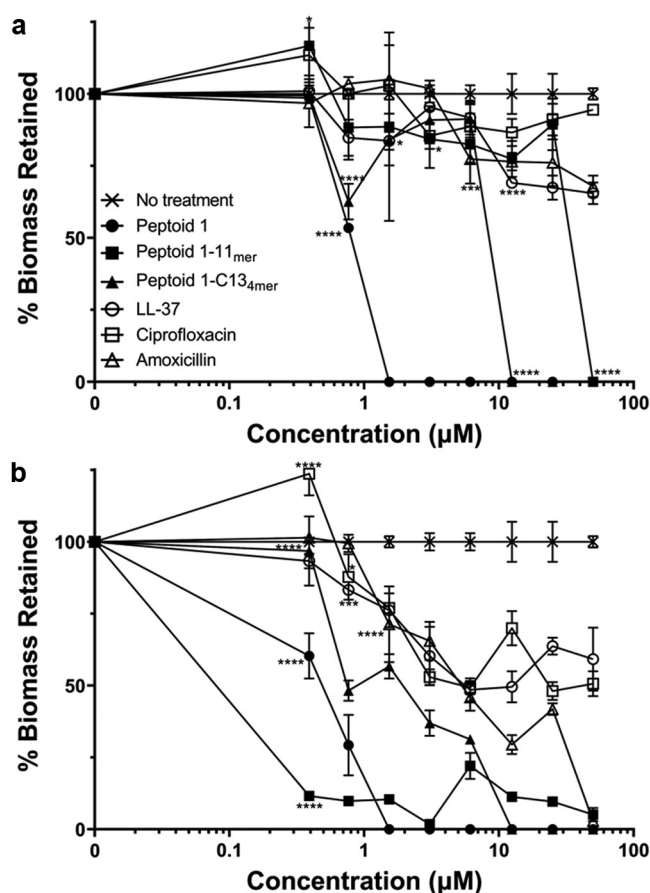 a
% Biomass Retained
100
50
0
*
****
****
*
*
***
****
****
****
No treatment
Peptoid 1
Peptoid 1-11mer
Peptoid 1-C134mer
LL-37
Ciprofloxacin
Amoxicillin
0
0.1
1
10
100
Concentration (µM)
b
% Biomass Retained
100
50
0
****
****
*
***
****
****
****
0
0.1
1
10
100
Concentration (µM)